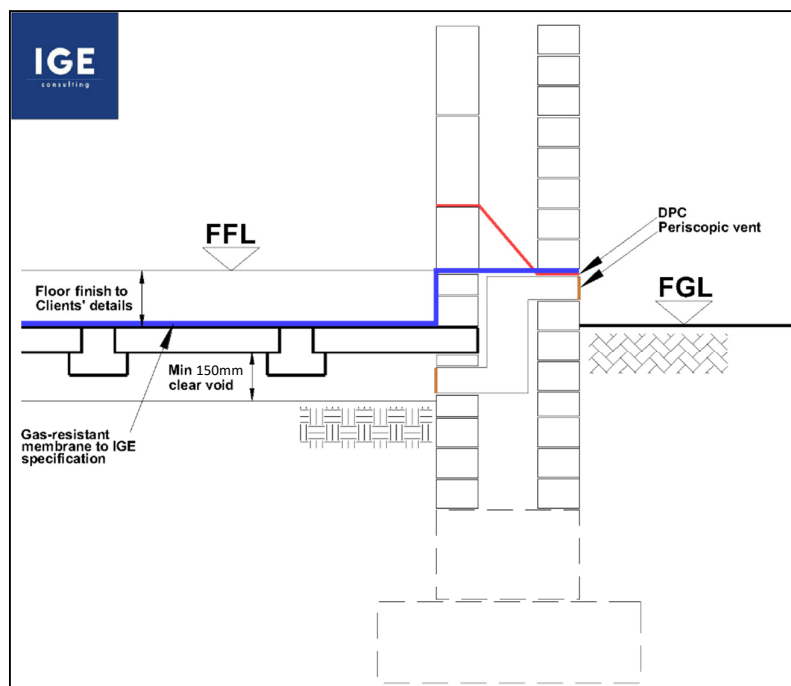 IGE
consulting
DPC
Periscopic vent
FFL
FGL
Floor finish to
Clients' details
Min 150mm
clear void
Gas-resistant
membrane to IGE
specification